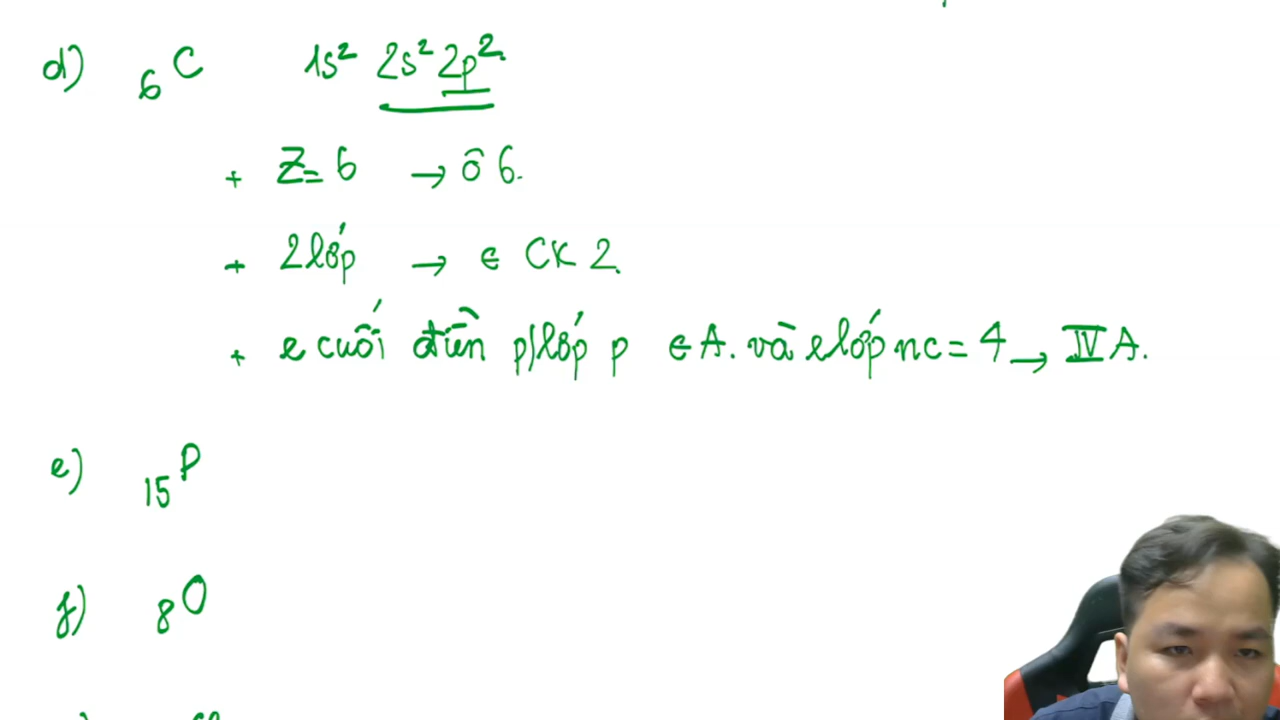 d) ₆C 1s² 2s² 2p².
+ Z=6 → ô 6.
+ 2 lớp → ∈ CK 2.
+ e cuối điền p/lớp p ∈ A. và e lớp nc = 4 → IV A.
e) ₁₅P
f) ₈O